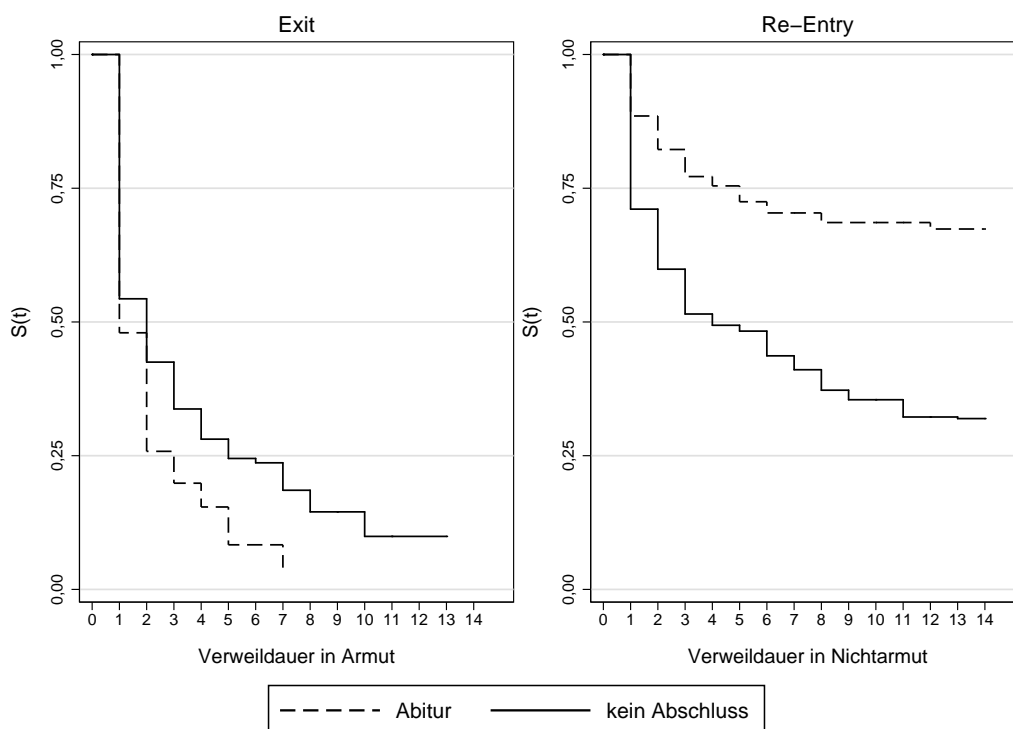 Exit
S(t)
1,00
0,75
0,50
0,25
0,00
0 1 2 3 4 5 6 7 8 9 10 11 12 13 14
Verweildauer in Armut
Re−Entry
S(t)
1,00
0,75
0,50
0,25
0,00
0 1 2 3 4 5 6 7 8 9 10 11 12 13 14
Verweildauer in Nichtarmut
Abitur
kein Abschluss